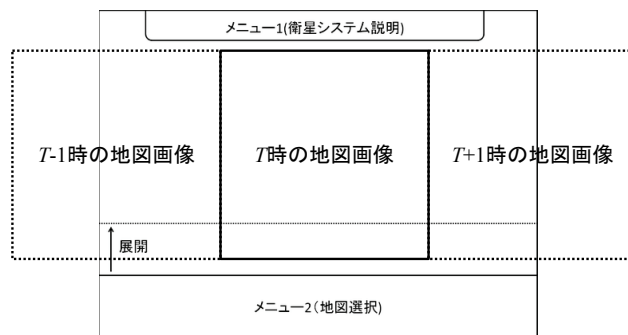 メニュー1(衛星システム説明)
T-1時の地図画像
T時の地図画像
T+1時の地図画像
展開
メニュー2(地図選択)